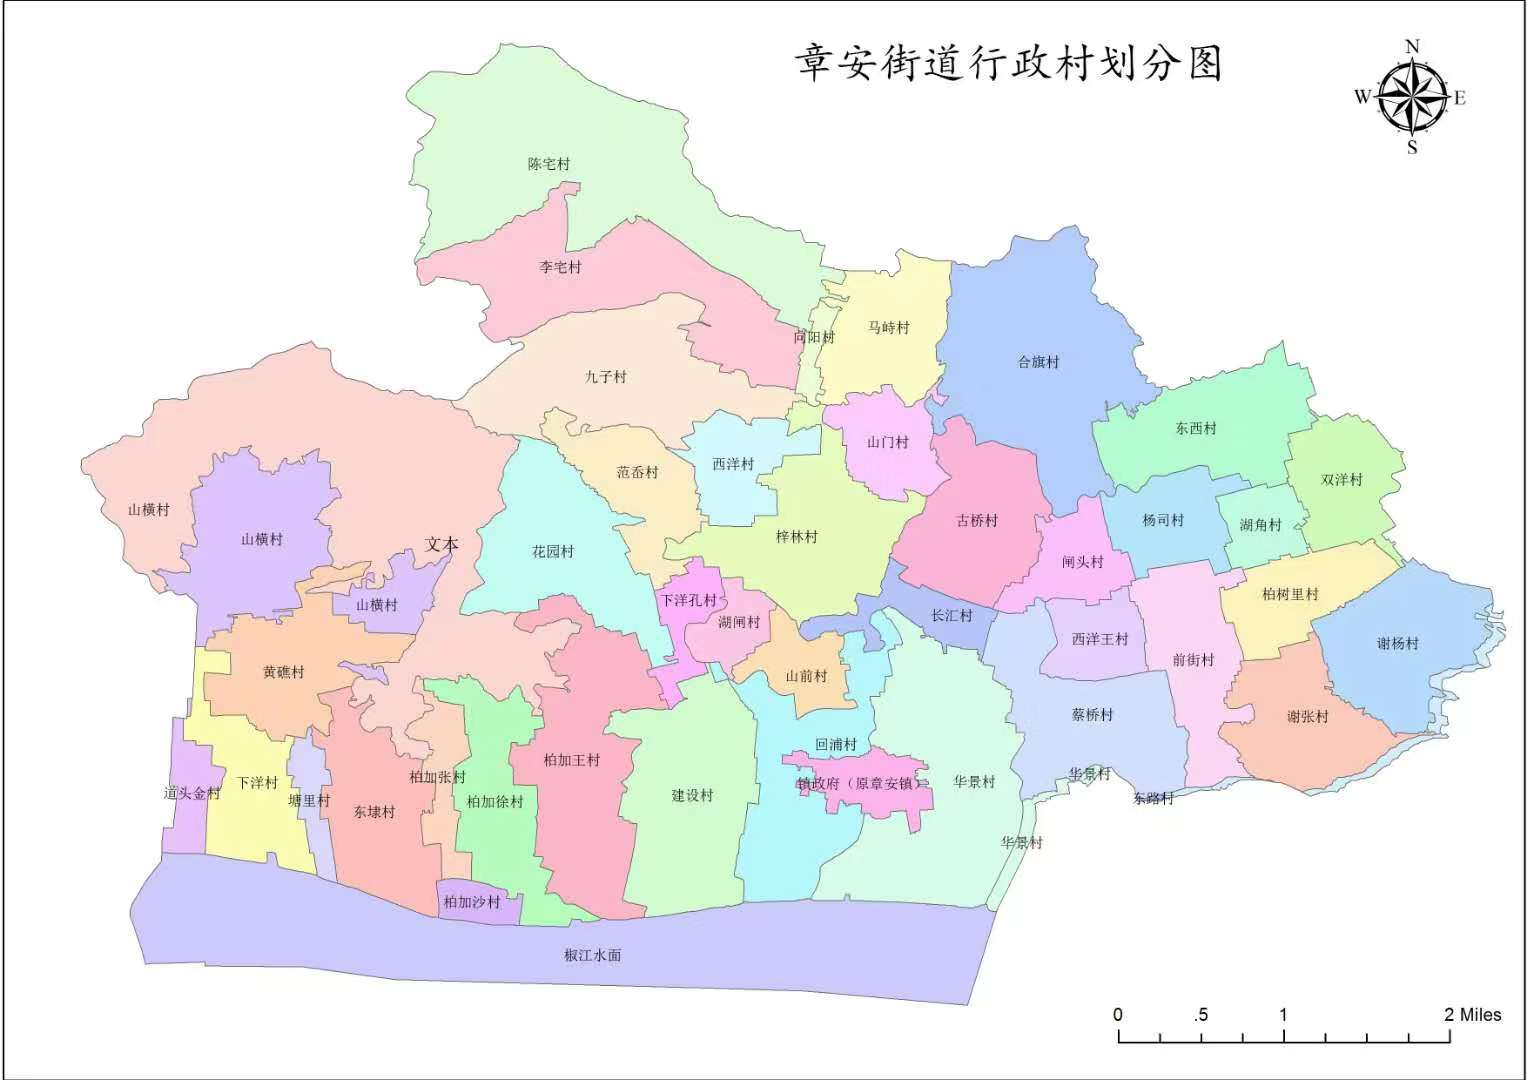 章安街道行政村划分图
N
W
E
S
陈宅村
李宅村
向阳村
马峙村
合旗村
九子村
东西村
山门村
西洋村
范岙村
双洋村
山横村
古桥村
杨司村
湖角村
山横村
文本
花园村
梓林村
闸头村
柏树里村
山横村
下洋孔村
湖闸村
长汇村
西洋王村
谢杨村
前街村
黄礁村
山前村
蔡桥村
谢张村
回浦村
柏加王村
华景村
柏加张村
下洋村
镇政府（原章安镇）
华景村
道头金村
塘里村
柏加徐村
建设村
东路村
东埭村
华景村
柏加沙村
椒江水面
0 .5 1 2 Miles